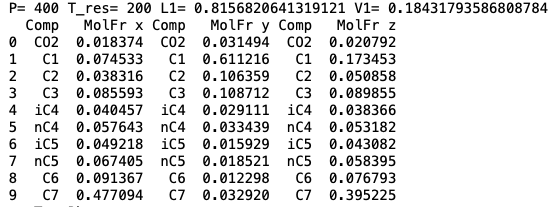 P= 400 T_res= 200 L1= 0.8156820641319121 V1= 0.18431793586808784
Comp MolFr x Comp MolFr y Comp MolFr z
0 CO2 0.018374 CO2 0.031494 CO2 0.020792
1 C1 0.074533 C1 0.611216 C1 0.173453
2 C2 0.038316 C2 0.106359 C2 0.050858
3 C3 0.085593 C3 0.108712 C3 0.089855
4 iC4 0.040457 iC4 0.029111 iC4 0.038366
5 nC4 0.057643 nC4 0.033439 nC4 0.053182
6 iC5 0.049218 iC5 0.015929 iC5 0.043082
7 nC5 0.067405 nC5 0.018521 nC5 0.058395
8 C6 0.091367 C6 0.012298 C6 0.076793
9 C7 0.477094 C7 0.032920 C7 0.395225